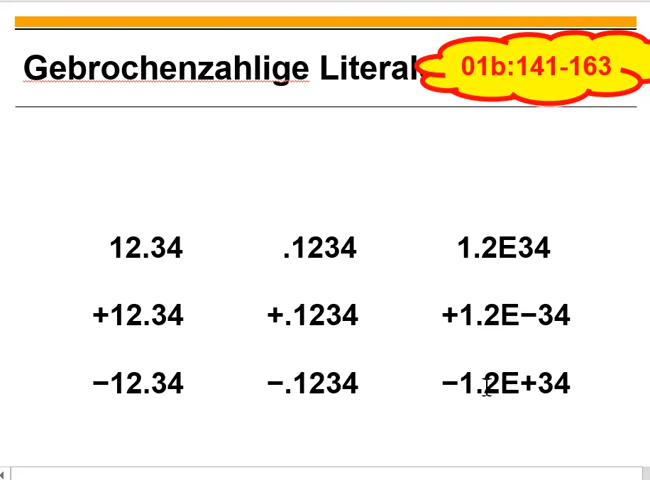 Gebrochenzahlige Literal
01b:141-163
12.34 .1234 1.2E34
+12.34 +.1234 +1.2E−34
−12.34 −.1234 −1.2E+34